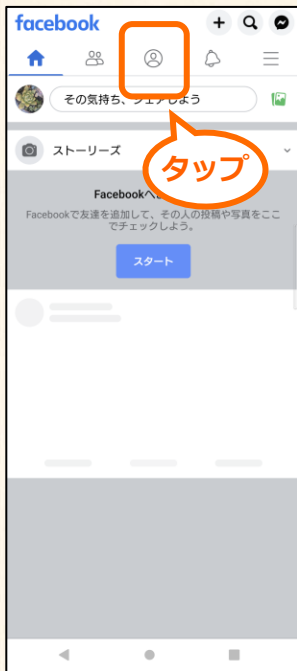 facebook
その気持ち、シェアしよう
ストーリーズ
タップ
Facebookへ
Facebookで友達を追加して、その人の投稿や写真をここ
でチェックしよう。
スタート